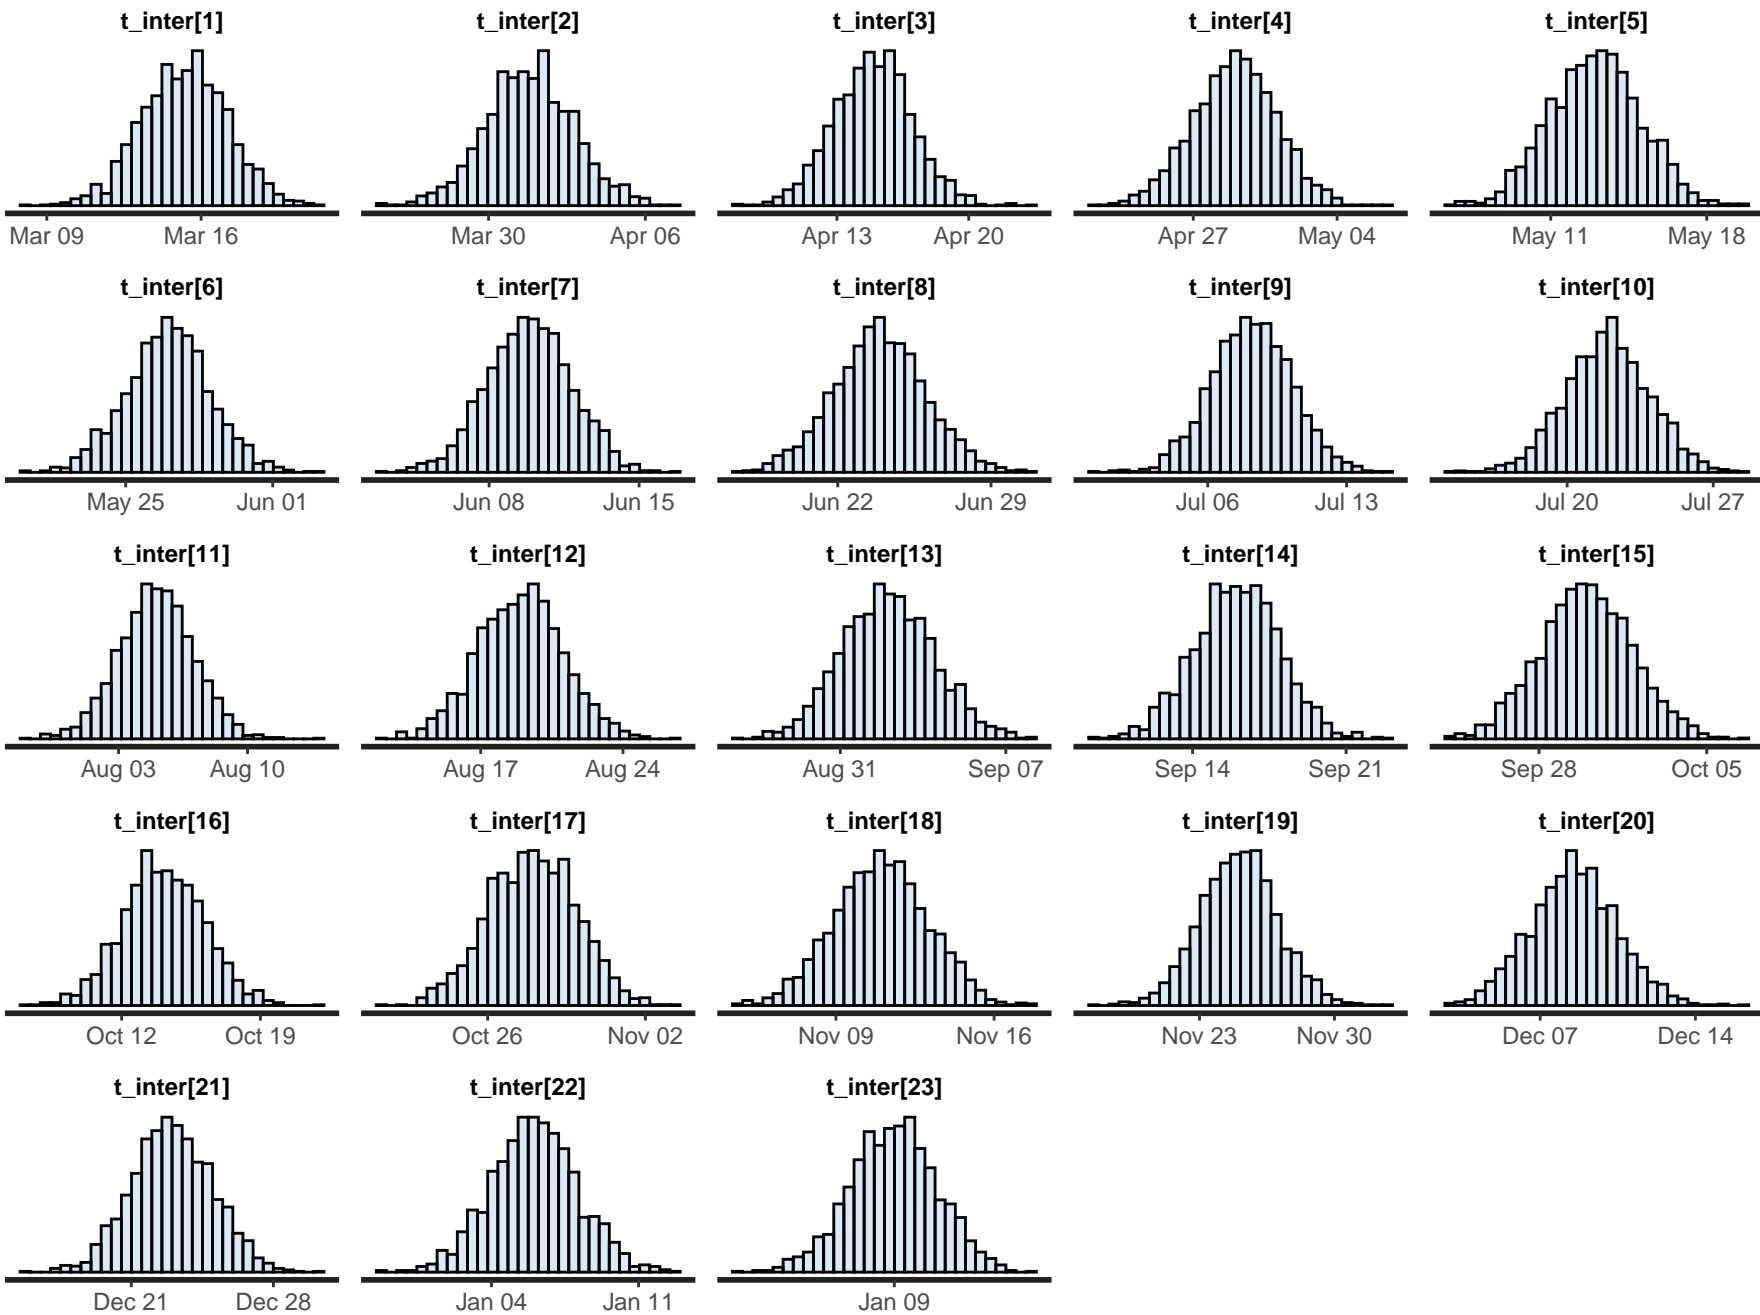 t_inter[1] t_inter[2] t_inter[3] t_inter[4] t_inter[5]
Mar 09 Mar 16 Mar 30 Apr 06 Apr 13 Apr 20 Apr 27 May 04 May 11 May 18
t_inter[6] t_inter[7] t_inter[8] t_inter[9] t_inter[10]
May 25 Jun 01 Jun 08 Jun 15 Jun 22 Jun 29 Jul 06 Jul 13 Jul 20 Jul 27
t_inter[11] t_inter[12] t_inter[13] t_inter[14] t_inter[15]
Aug 03 Aug 10 Aug 17 Aug 24 Aug 31 Sep 07 Sep 14 Sep 21 Sep 28 Oct 05
t_inter[16] t_inter[17] t_inter[18] t_inter[19] t_inter[20]
Oct 12 Oct 19 Oct 26 Nov 02 Nov 09 Nov 16 Nov 23 Nov 30 Dec 07 Dec 14
t_inter[21] t_inter[22] t_inter[23]
Dec 21 Dec 28 Jan 04 Jan 11 Jan 09